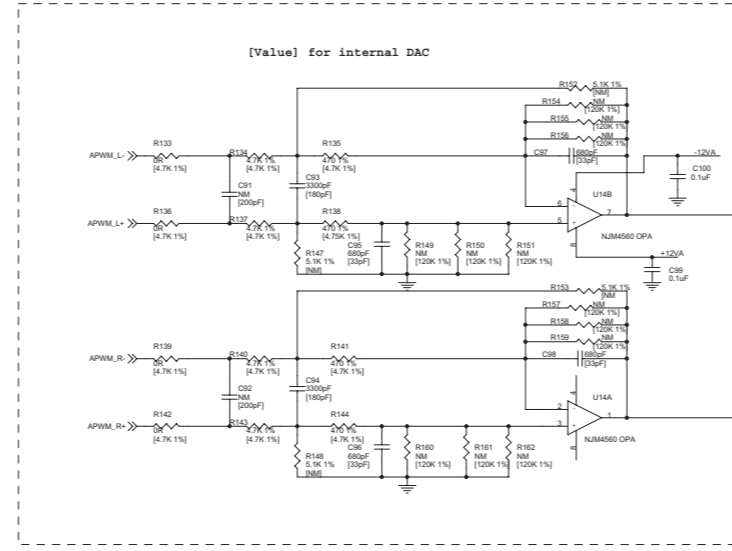 [Value] for internal DAC
R152
5.1K 1%
[NM]
R154
NM
[120K 1%]
R155
NM
[120K 1%]
R156
NM
[120K 1%]
C97
680pF
[33pF]
APWM_L-
R133
0R
[4.7K 1%]
R134
4.7K 1%
[4.7K 1%]
R135
470 1%
[4.7K 1%]
C91
NM
[200pF]
C93
3300pF
[180pF]
APWM_L+
R136
0R
[4.7K 1%]
R137
4.7K 1%
[4.7K 1%]
R138
470 1%
[4.75K 1%]
R147
5.1K 1%
[NM]
C95
680pF
[33pF]
R149
NM
[120K 1%]
R150
NM
[120K 1%]
R151
NM
[120K 1%]
-12VA
C100
0.1uF
4
U14B
6
-
5
+
7
8
NJM4560 OPA
+12VA
C99
0.1uF
R153
5.1K 1%
[NM
R157
NM
[120K 1%]
R158
NM
[120K 1%]
R159
NM
[120K 1%]
C98
680pF
[33pF]
APWM_R-
R139
0R
[4.7K 1%]
R140
4.7K 1%
[4.7K 1%]
R141
470 1%
[4.7K 1%]
C92
NM
[200pF]
C94
3300pF
[180pF]
APWM_R+
R142
0R
[4.7K 1%]
R143
4.7K 1%
[4.7K 1%]
R144
470 1%
[4.7K 1%]
R148
5.1K 1%
[NM]
C96
680pF
[33pF]
R160
NM
[120K 1%]
R161
NM
[120K 1%]
R162
NM
[120K 1%]
4
U14A
2
-
3
+
1
8
NJM4560 OPA